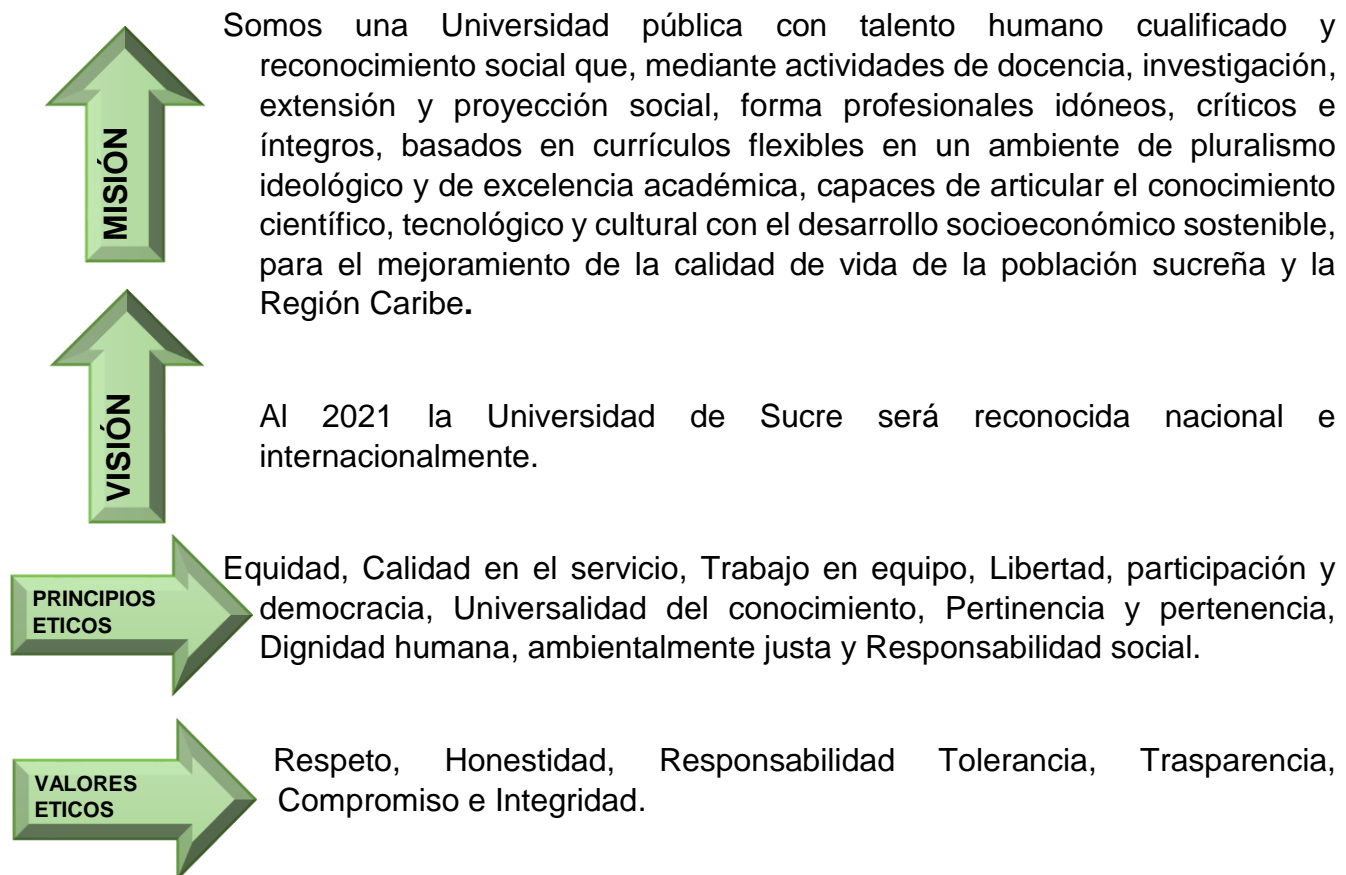 MISIÓN
Somos una Universidad pública con talento humano cualificado y
reconocimiento social que, mediante actividades de docencia, investigación,
extensión y proyección social, forma profesionales idóneos, críticos e
íntegros, basados en currículos flexibles en un ambiente de pluralismo
ideológico y de excelencia académica, capaces de articular el conocimiento
científico, tecnológico y cultural con el desarrollo socioeconómico sostenible,
para el mejoramiento de la calidad de vida de la población sucreña y la
Región Caribe.
VISIÓN
Al 2021 la Universidad de Sucre será reconocida nacional e
internacionalmente.
PRINCIPIOS
ETICOS
Equidad, Calidad en el servicio, Trabajo en equipo, Libertad, participación y
democracia, Universalidad del conocimiento, Pertinencia y pertenencia,
Dignidad humana, ambientalmente justa y Responsabilidad social.
VALORES
ETICOS
Respeto, Honestidad, Responsabilidad Tolerancia, Trasparencia,
Compromiso e Integridad.